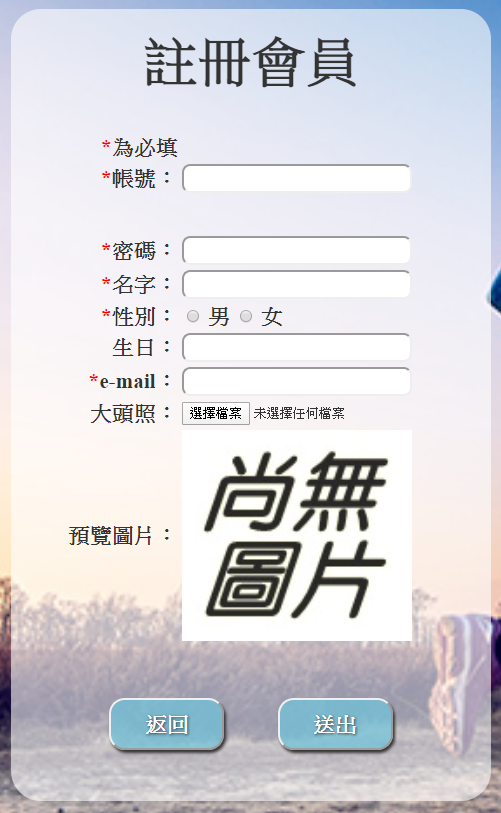 註冊會員
*為必填
*帳號：
*密碼：
*名字：
*性別： 男 女
生日：
*e-mail：
大頭照： 選擇檔案 未選擇任何檔案
尚無
圖片
預覽圖片：
返回 送出